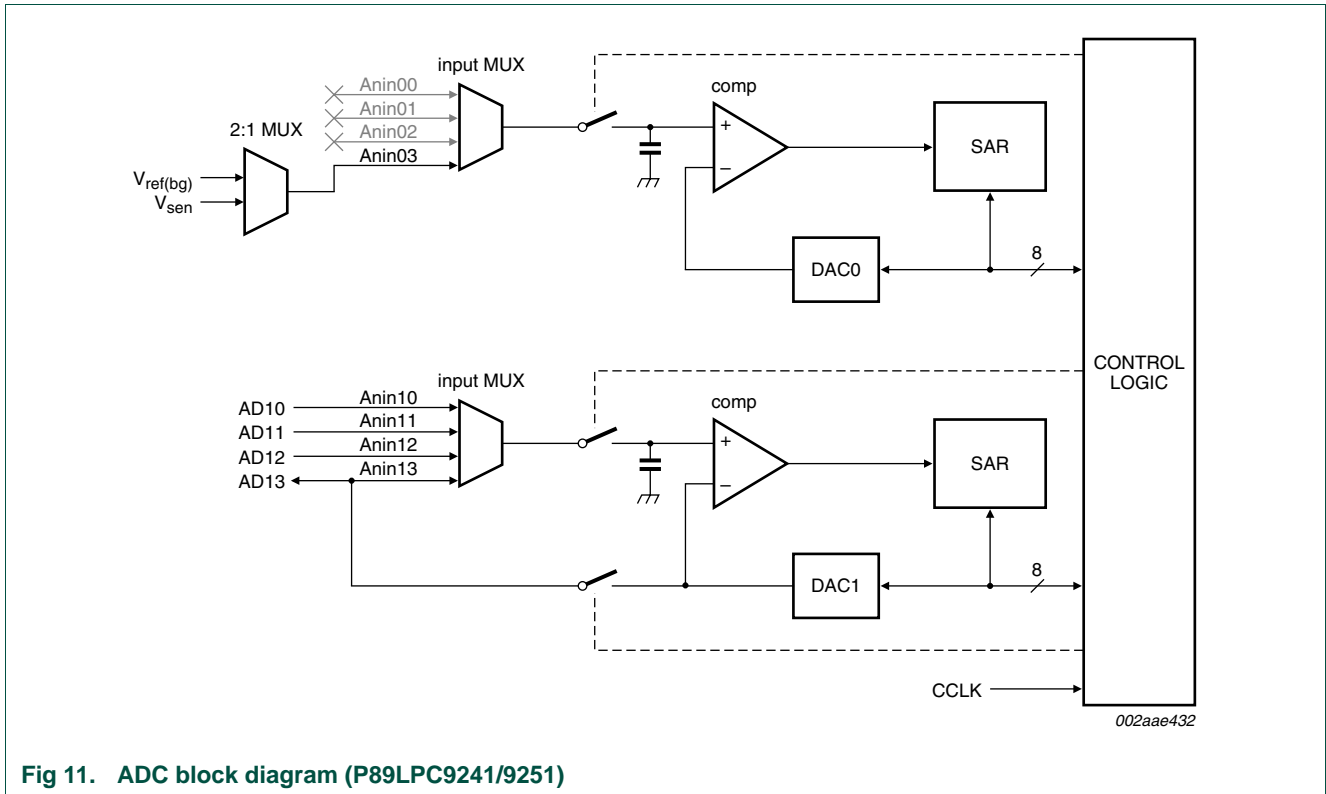 input MUX
Anin00
Anin01
Anin02
Anin03
2:1 MUX
Vref(bg)
Vsen
comp
+
–
SAR
DAC0
8
CONTROL
LOGIC
input MUX
AD10
Anin10
AD11
Anin11
AD12
Anin12
AD13
Anin13
comp
+
–
SAR
DAC1
8
CCLK
002aae432
Fig 11. ADC block diagram (P89LPC9241/9251)